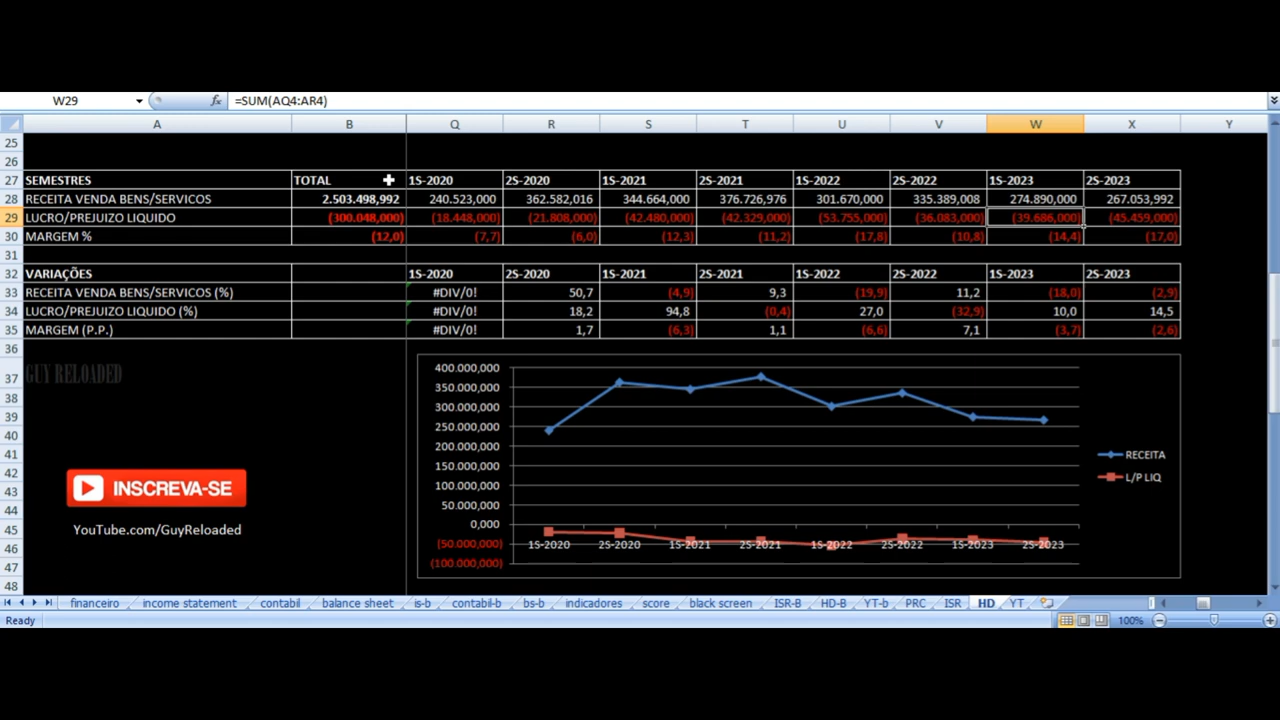 W29 fx =SUM(AQ4:AR4)
A B Q R S T U V W X Y
25
26
27 SEMESTRES TOTAL 1S-2020 2S-2020 1S-2021 2S-2021 1S-2022 2S-2022 1S-2023 2S-2023
28 RECEITA VENDA BENS/SERVICOS 2.503.498,992 240.523,000 362.582,016 344.664,000 376.726,976 301.670,000 335.389,008 274.890,000 267.053,992
29 LUCRO/PREJUIZO LIQUIDO (300.048,000) (18.448,000) (21.808,000) (42.480,000) (42.329,000) (53.755,000) (36.083,000) (39.686,000) (45.459,000)
30 MARGEM % (12,0) (7,7) (6,0) (12,3) (11,2) (17,8) (10,8) (14,4) (17,0)
31
32 VARIAÇÕES 1S-2020 2S-2020 1S-2021 2S-2021 1S-2022 2S-2022 1S-2023 2S-2023
33 RECEITA VENDA BENS/SERVICOS (%) #DIV/0! 50,7 (4,9) 9,3 (19,9) 11,2 (18,0) (2,9)
34 LUCRO/PREJUIZO LIQUIDO (%) #DIV/0! 18,2 94,8 (0,4) 27,0 (32,9) 10,0 14,5
35 MARGEM (P.P.) #DIV/0! 1,7 (6,3) 1,1 (6,6) 7,1 (3,7) (2,6)
36
37 GUY RELOADED
38
39
40
41
42
43
44
45
46
47
48
400.000,000
350.000,000
300.000,000
250.000,000
200.000,000
150.000,000
100.000,000
50.000,000
0,000
(50.000,000)
(100.000,000)
1S-2020 2S-2020 1S-2021 2S-2021 1S-2022 2S-2022 1S-2023 2S-2023
RECEITA
L/P LIQ
INSCREVA-SE
YouTube.com/GuyReloaded
financeiro income statement contabil balance sheet is-b contabil-b bs-b indicadores score black screen ISR-B HD-B YT-b PRC ISR HD YT
Ready 100%